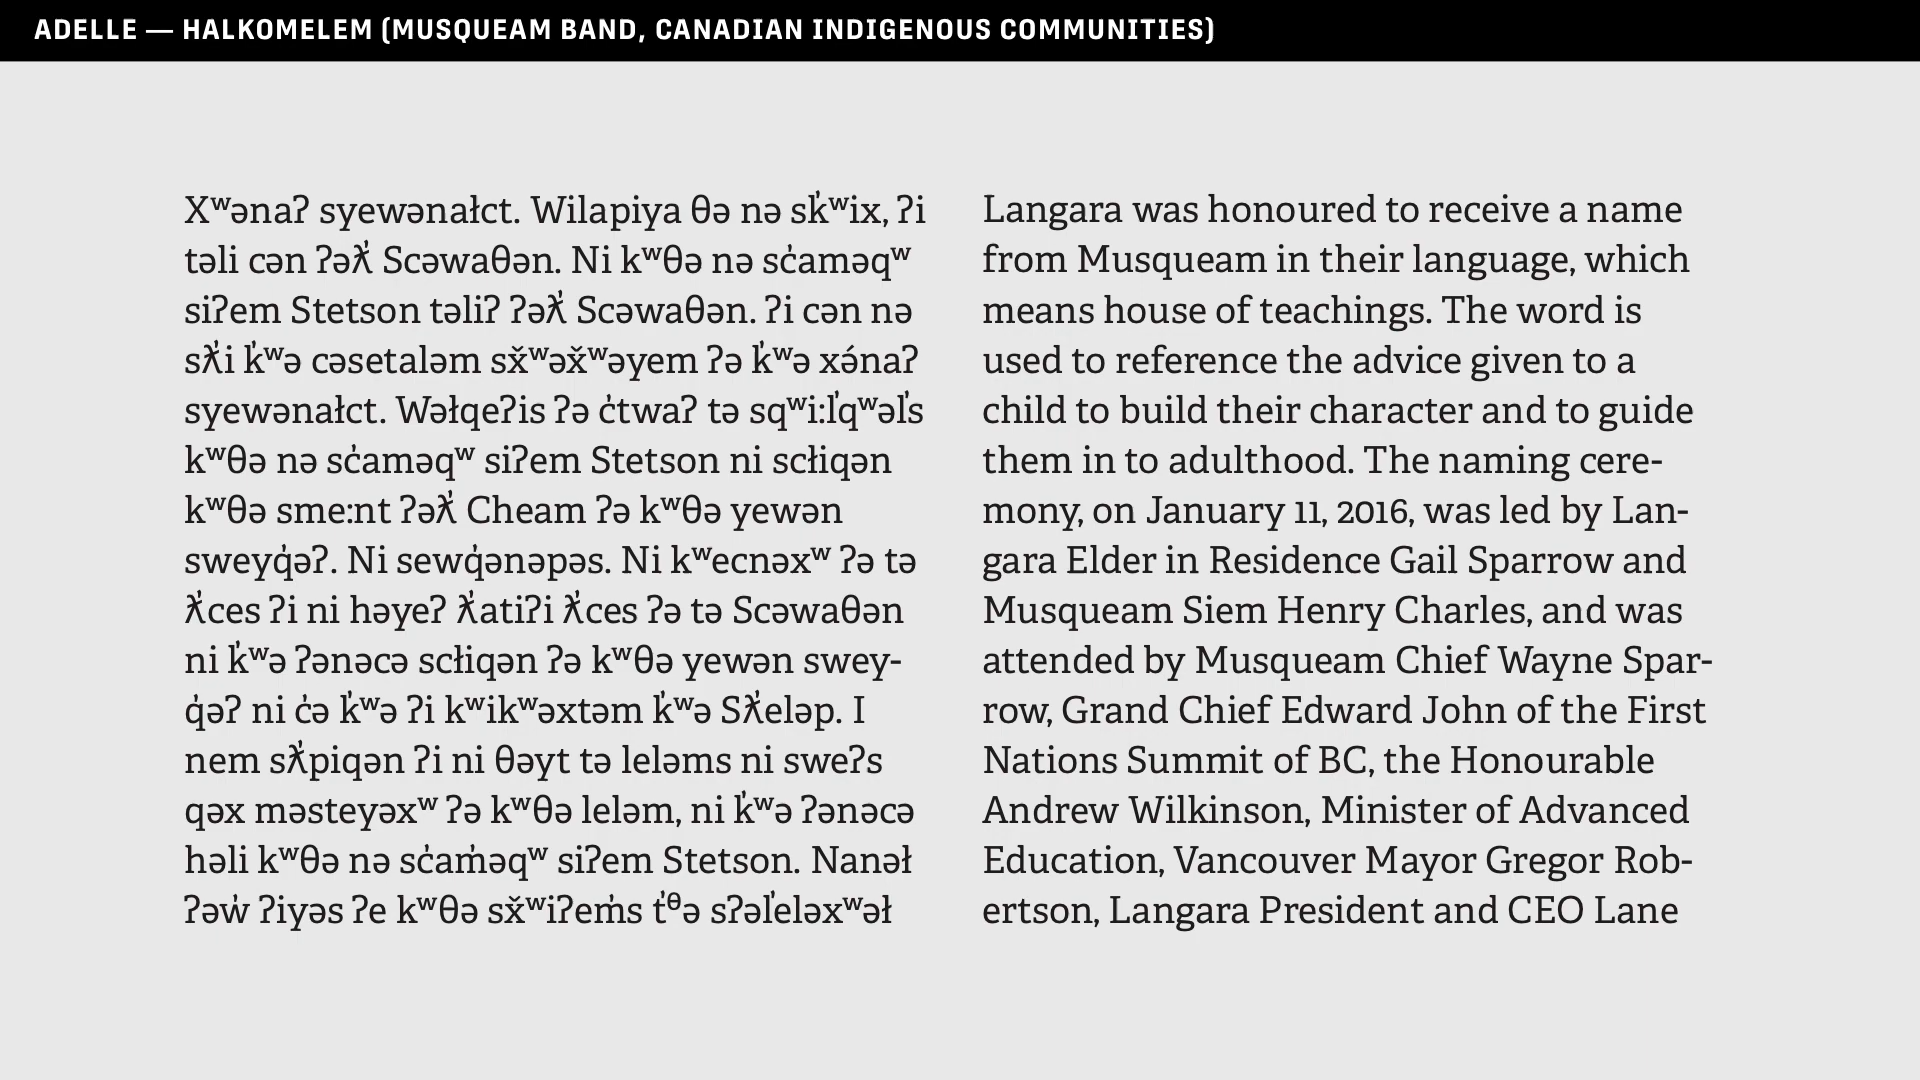 ADELLE — HALKOMELEM (MUSQUEAM BAND, CANADIAN INDIGENOUS COMMUNITIES)
Xʷənaʔ syewənałct. Wilapiya θə nə sk̓ʷix, ʔi
təli cən ʔəƛ̓ Scəwaθən. Ni kʷθə nə sc̓aməqʷ
siʔem Stetson təliʔ ʔəƛ̓ Scəwaθən. ʔi cən nə
sƛ̓i k̓ʷə cəsetaləm sx̌ʷəx̌ʷəyem ʔə k̓ʷə xə́naʔ
syewənałct. Wəłqeʔis ʔə c̓twaʔ tə sqʷi:l̓qʷəl̓s
kʷθə nə sc̓aməqʷ siʔem Stetson ni scłiqən
kʷθə sme:nt ʔəƛ̓ Cheam ʔə kʷθə yewən
sweyq̓əʔ. Ni sewq̓ənəpəs. Ni kʷecnəxʷ ʔə tə
ƛ̓ces ʔi ni həyeʔ ƛ̓atiʔi ƛ̓ces ʔə tə Scəwaθən
ni k̓ʷə ʔənəcə scłiqən ʔə kʷθə yewən swey-
q̓əʔ ni c̓ə k̓ʷə ʔi kʷikʷəxtəm k̓ʷə Sƛ̓eləp. I
nem sƛ̓piqən ʔi ni θəyt tə leləms ni sweʔs
qəx məsteyəxʷ ʔə kʷθə leləm, ni k̓ʷə ʔənəcə
həli kʷθə nə sc̓am̓əqʷ siʔem Stetson. Nanəł
ʔəw̓ ʔiyəs ʔe kʷθə sx̌ʷiʔem̓s t̓ᶿə sʔəl̓eləxʷəł
Langara was honoured to receive a name
from Musqueam in their language, which
means house of teachings. The word is
used to reference the advice given to a
child to build their character and to guide
them in to adulthood. The naming cere-
mony, on January 11, 2016, was led by Lan-
gara Elder in Residence Gail Sparrow and
Musqueam Siem Henry Charles, and was
attended by Musqueam Chief Wayne Spar-
row, Grand Chief Edward John of the First
Nations Summit of BC, the Honourable
Andrew Wilkinson, Minister of Advanced
Education, Vancouver Mayor Gregor Rob-
ertson, Langara President and CEO Lane